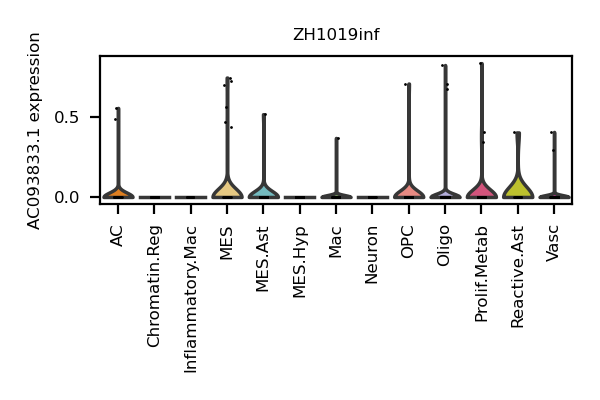 ZH1019inf
AC093833.1 expression
0.5
0.0
AC
Chromatin.Reg
Inflammatory.Mac
MES
MES.Ast
MES.Hyp
Mac
Neuron
OPC
Oligo
Prolif.Metab
Reactive.Ast
Vasc